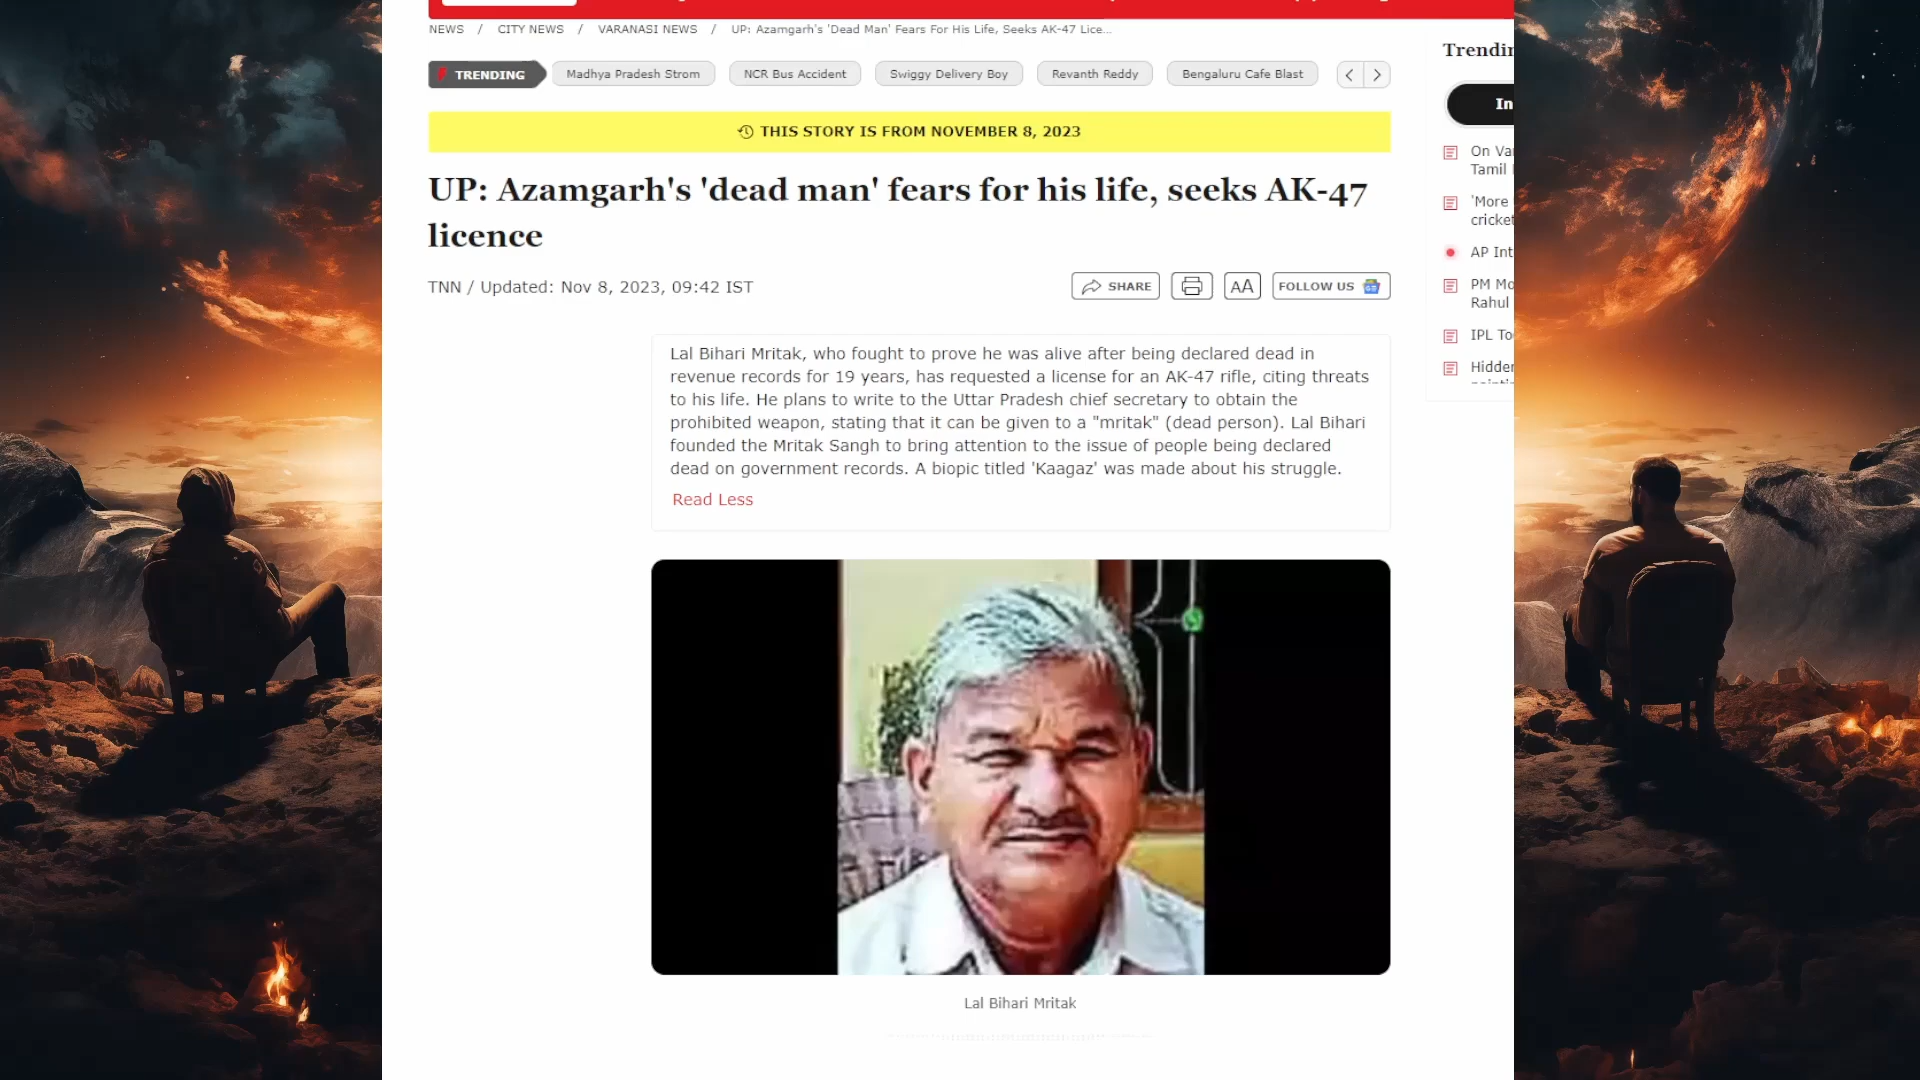 NEWS / CITY NEWS / VARANASI NEWS / UP: Azamgarh's 'Dead Man' Fears For His Life, Seeks AK-47 Lice...
TRENDING Madhya Pradesh Strom NCR Bus Accident Swiggy Delivery Boy Revanth Reddy Bengaluru Cafe Blast
THIS STORY IS FROM NOVEMBER 8, 2023
UP: Azamgarh's 'dead man' fears for his life, seeks AK-47
licence
TNN / Updated: Nov 8, 2023, 09:42 IST
SHARE AA FOLLOW US
Lal Bihari Mritak, who fought to prove he was alive after being declared dead in
revenue records for 19 years, has requested a license for an AK-47 rifle, citing threats
to his life. He plans to write to the Uttar Pradesh chief secretary to obtain the
prohibited weapon, stating that it can be given to a "mritak" (dead person). Lal Bihari
founded the Mritak Sangh to bring attention to the issue of people being declared
dead on government records. A biopic titled 'Kaagaz' was made about his struggle.
Read Less
Lal Bihari Mritak
Trendin
In
On Va
Tamil
'More
cricket
AP Int
PM Mo
Rahul
IPL To
Hidden